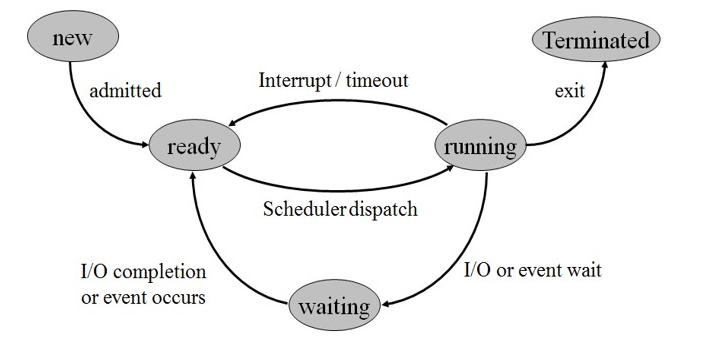 new
Terminated
admitted
Interrupt / timeout
exit
ready
running
Scheduler dispatch
I/O completion
or event occurs
I/O or event wait
waiting